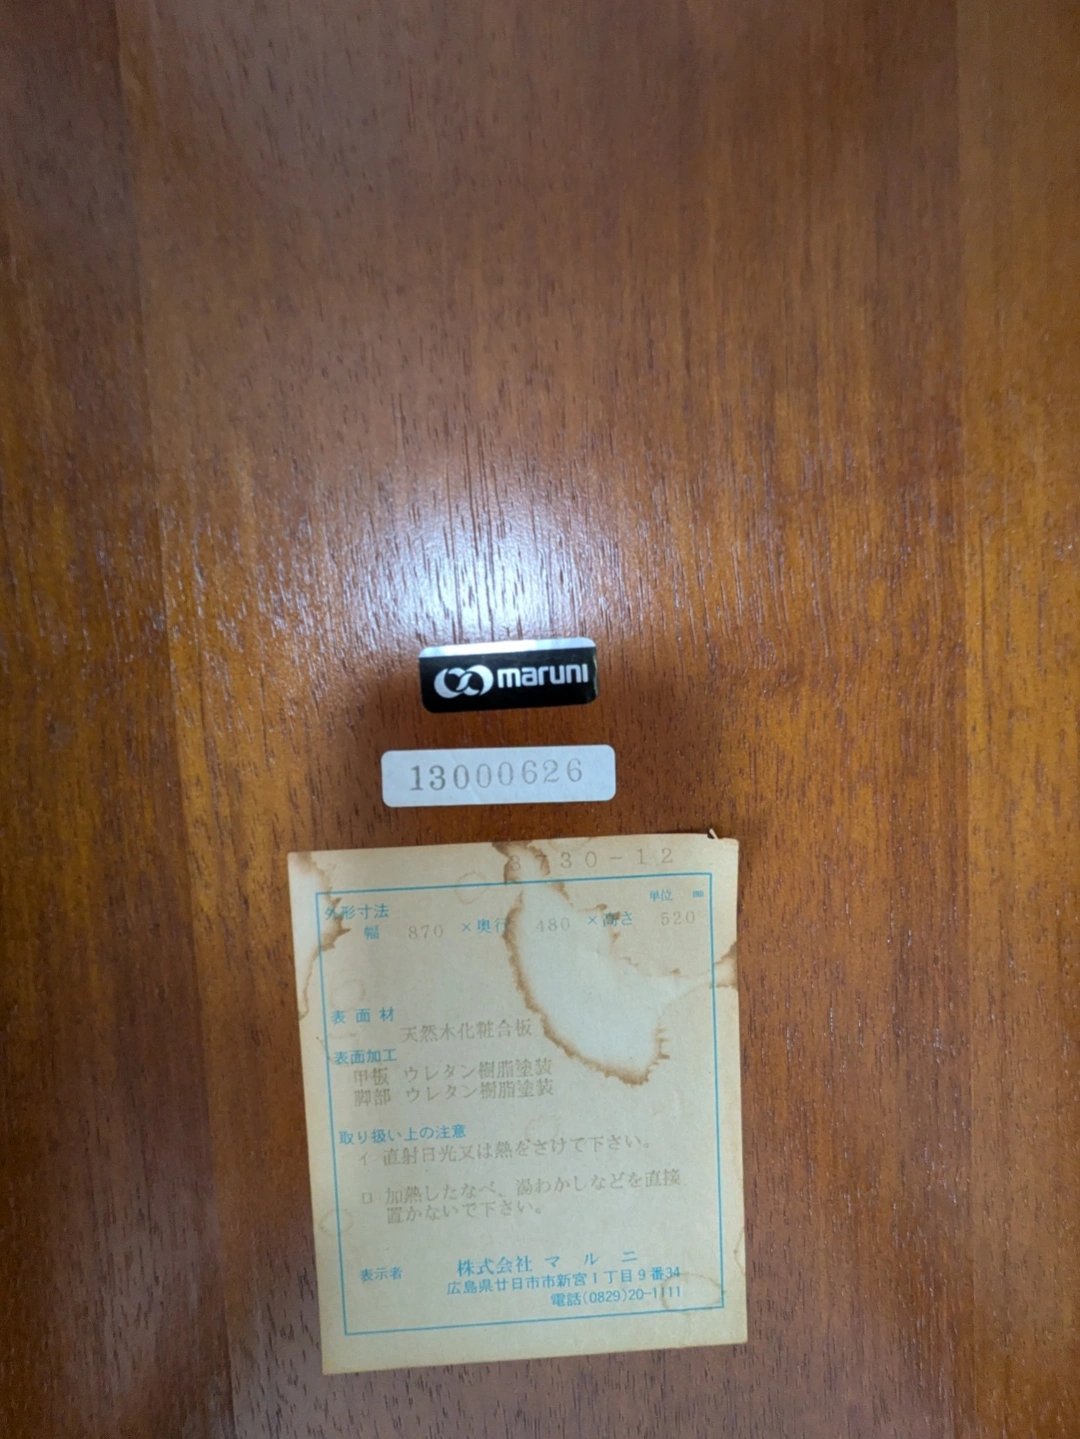 maruni
13000626
3730-12
単位 mm
外形寸法
幅 870 ×奥行 480 ×高さ 520
表面材
天然木化粧合板
表面加工
甲板 ウレタン樹脂塗装
脚部 ウレタン樹脂塗装
取り扱い上の注意
イ 直射日光又は熱をさけて下さい。
ロ 加熱したなべ、湯わかしなどを直接
置かないで下さい。
表示者 株式会社 マルニ
広島県廿日市市新宮1丁目9番34
電話(0829)20-1111